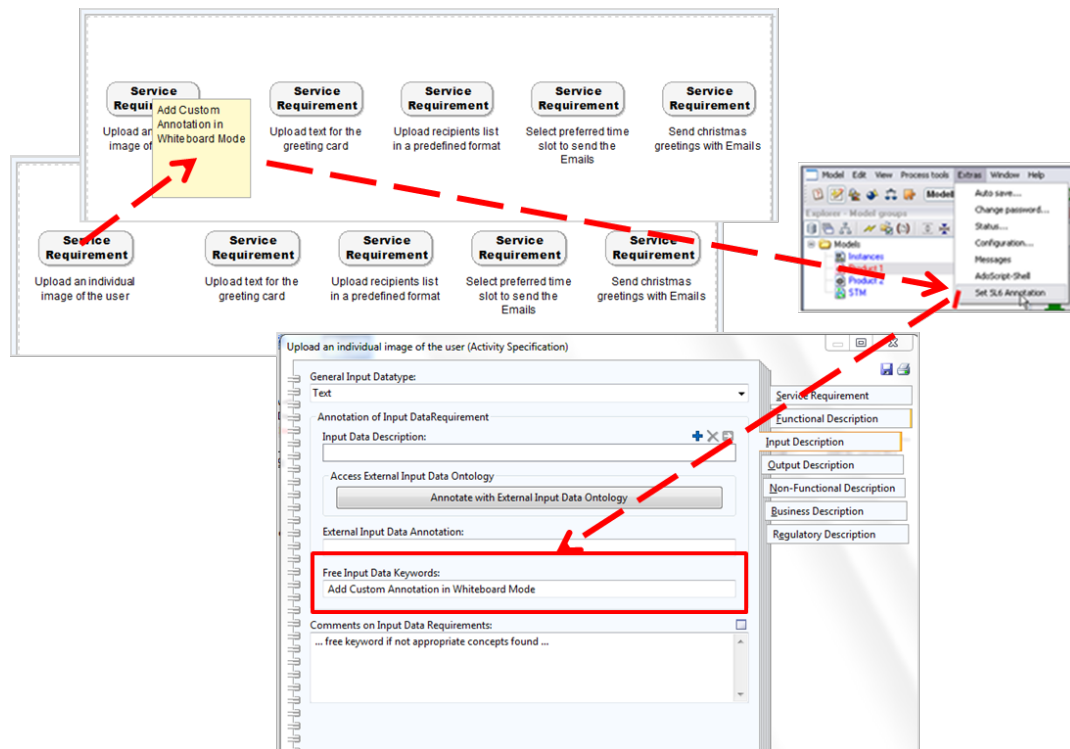 Service
Requirement
Service
Requirement
Service
Requirement
Service
Requirement
Service
Requirement
Add Custom
Annotation in
Whiteboard Mode
Upload an
image of
Upload text for the
greeting card
Upload recipients list
in a predefined format
Select preferred time
slot to send the
Emails
Send christmas
greetings with Emails
Service
Requirement
Service
Requirement
Service
Requirement
Service
Requirement
Service
Requirement
Upload an individual
image of the user
Upload text for the
greeting card
Upload recipients list
in a predefined format
Select preferred time
slot to send the
Emails
Send christmas
greetings with Emails
Model Edit View Process tools Extras Window Help
Model
Explorer - Model groups
Models
Instances
Product 1
Product 2
STM
Auto save...
Change password...
Status...
Configuration...
Messages
AdoScript-Shell
Set SL6 Annotation
Upload an individual image of the user (Activity Specification)
General Input Datatype:
Text
Annotation of Input DataRequirement
Input Data Description:
Access External Input Data Ontology
Annotate with External Input Data Ontology
External Input Data Annotation:
Free Input Data Keywords:
Add Custom Annotation in Whiteboard Mode
Comments on Input Data Requirements:
... free keyword if not appropriate concepts found ...
Service Requirement
Functional Description
Input Description
Output Description
Non-Functional Description
Business Description
Regulatory Description